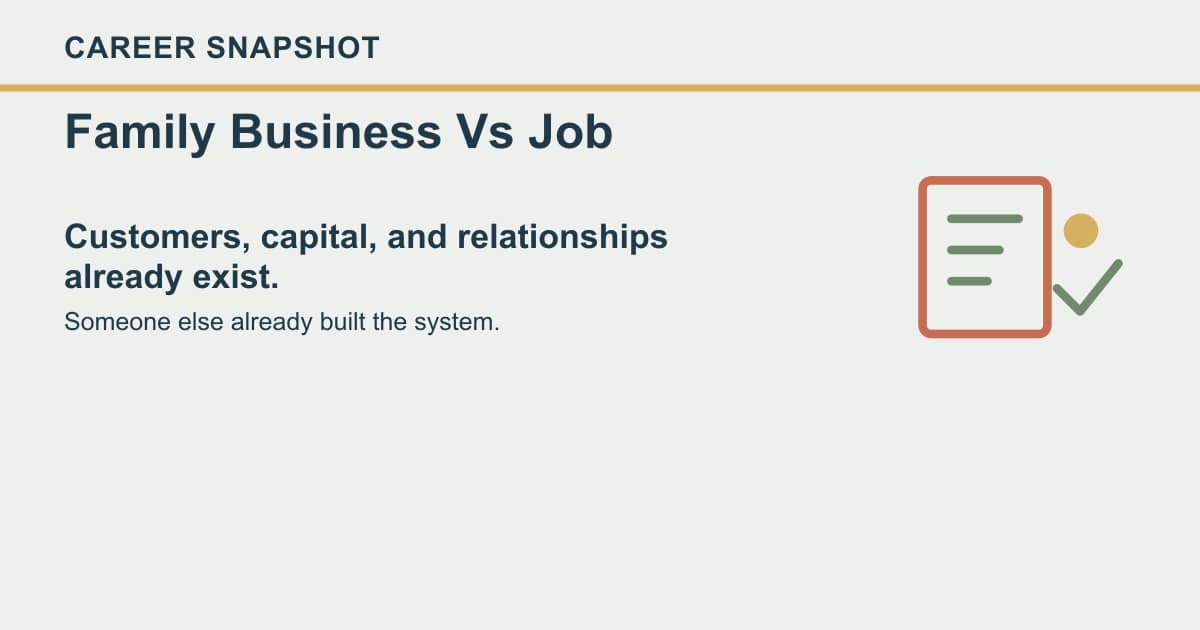 CAREER SNAPSHOT
Family Business Vs Job
Customers, capital, and relationships
already exist.
Someone else already built the system.